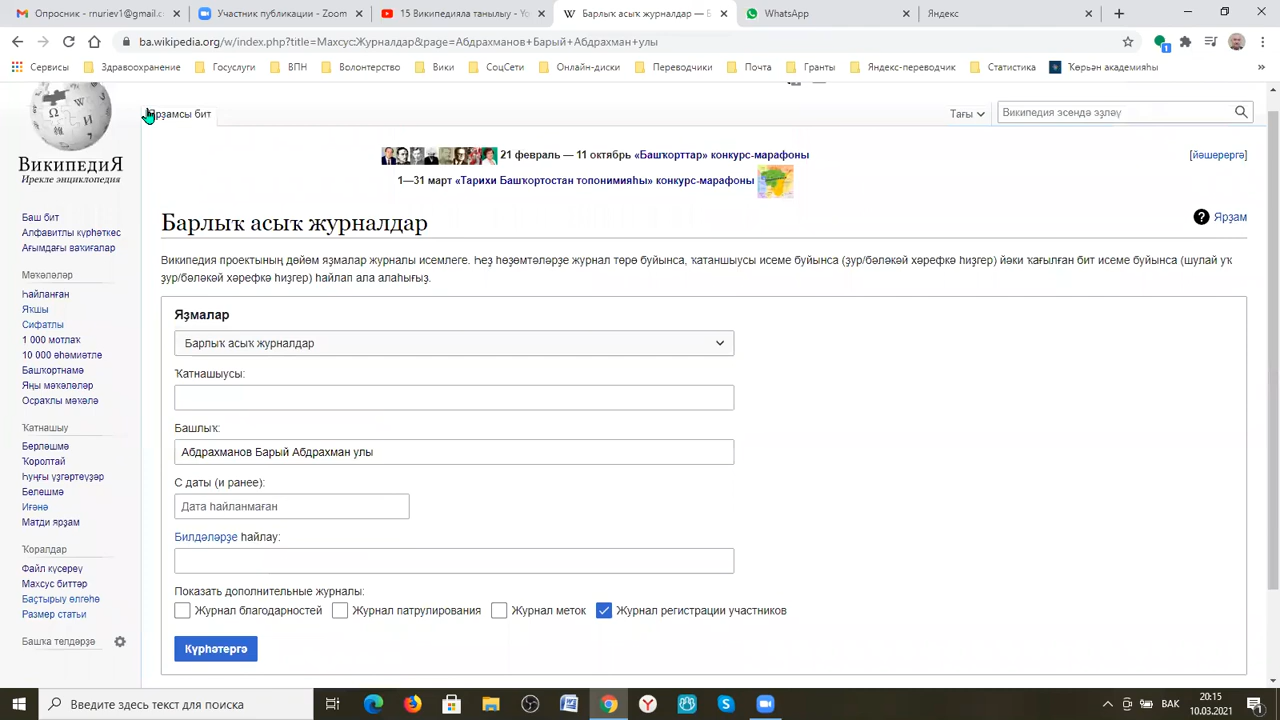 Опросник – nuriev1@gmail.c
Участник публикации - Zoom
15 Википедияла танылыу - Yo
Барлыҡ асыҡ журналдар — В
WhatsApp
Яндекс
ba.wikipedia.org/w/index.php?title=Махсус:Журналдар&page=Абдрахманов+Барый+Абдрахман+улы
1
Сервисы
Здравоохранение
Госуслуги
ВПН
Волонтерство
Вики
СоцСети
Онлайн-диски
Переводчики
Почта
Гранты
Яндекс-переводчик
Статистика
Ҡөрьән академияһы
»
ВикипедиЯ
Ирекле энциклопедия
Ярҙамсы бит
Тағы
Википедия эсендә эҙләү
21 февраль — 11 октябрь «Башҡорттар» конкурс-марафоны
[йәшерергә]
1—31 март «Тарихи Башҡортостан топонимияһы» конкурс-марафоны
Баш бит
Алфавитлы күрһәткес
Ағымдағы ваҡиғалар
Мәҡәләләр
Һайланған
Яҡшы
Сифатлы
1 000 мотлаҡ
10 000 әһәмиәтле
Башҡортнамә
Яңы мәҡәләләр
Осраҡлы мәҡәлә
Ҡатнашыу
Берләшмә
Ҡоролтай
Һуңғы үҙгәртеүҙәр
Белешмә
Иғәнә
Матди ярҙам
Ҡоралдар
Файл күсереү
Махсус биттәр
Баҫтырыу өлгөһө
Размер статьи
Башҡа телдәрҙә
Барлыҡ асыҡ журналдар
Ярҙам
Википедия проектының дөйөм яҙмалар журналы исемлеге. Һеҙ һөҙөмтәләрҙе журнал төрө буйынса, ҡатаншыусы исеме буйынса (ҙур/бәләкәй хәрефкә һиҙгер) йәки ҡағылған бит исеме буйынса (шулай уҡ
ҙур/бәләкәй хәрефкә һиҙгер) һайлап ала алаһығыҙ.
Яҙмалар
Барлыҡ асыҡ журналдар
Ҡатнашыусы:
Башлыҡ:
Абдрахманов Барый Абдрахман улы
С даты (и ранее):
Дата һайланмаған
Билдәләрҙе һайлау:
Показать дополнительные журналы:
Журнал благодарностей
Журнал патрулирования
Журнал меток
Журнал регистрации участников
Күрһәтергә
Введите здесь текст для поиска
ВАК
20:15
10.03.2021
1